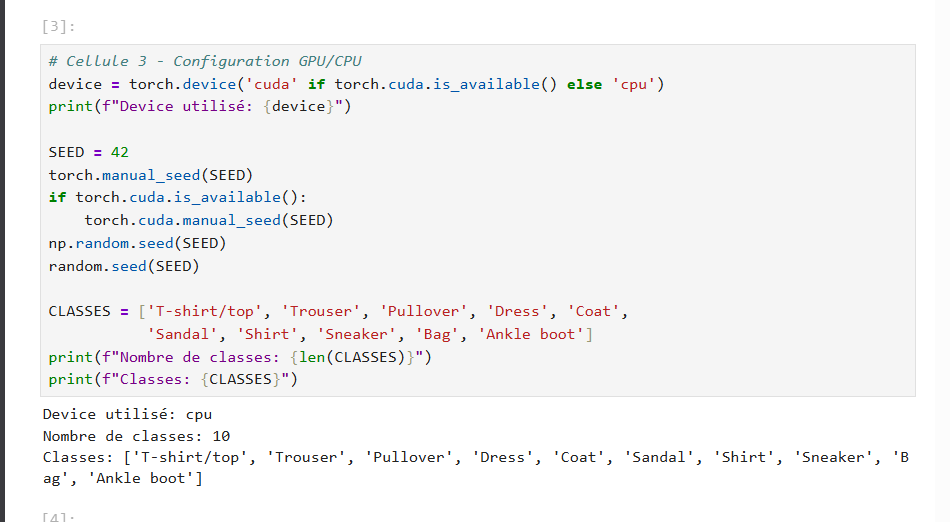 [3]:
# Cellule 3 - Configuration GPU/CPU
device = torch.device('cuda' if torch.cuda.is_available() else 'cpu')
print(f"Device utilisé: {device}")
SEED = 42
torch.manual_seed(SEED)
if torch.cuda.is_available():
    torch.cuda.manual_seed(SEED)
np.random.seed(SEED)
random.seed(SEED)
CLASSES = ['T-shirt/top', 'Trouser', 'Pullover', 'Dress', 'Coat',
           'Sandal', 'Shirt', 'Sneaker', 'Bag', 'Ankle boot']
print(f"Nombre de classes: {len(CLASSES)}")
print(f"Classes: {CLASSES}")
Device utilisé: cpu
Nombre de classes: 10
Classes: ['T-shirt/top', 'Trouser', 'Pullover', 'Dress', 'Coat', 'Sandal', 'Shirt', 'Sneaker', 'B
ag', 'Ankle boot']
[4]: